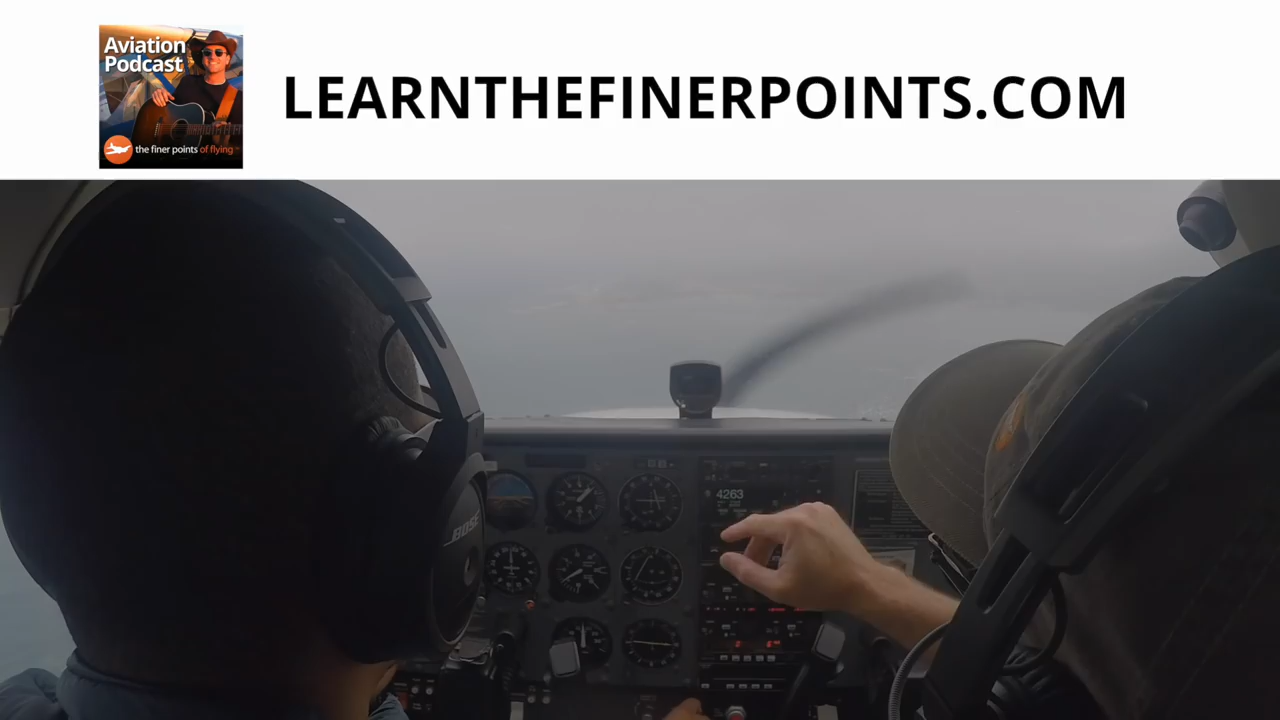 Aviation
Podcast
the finer points of flying
LEARNTHEFINERPOINTS.COM
4263
BOSE